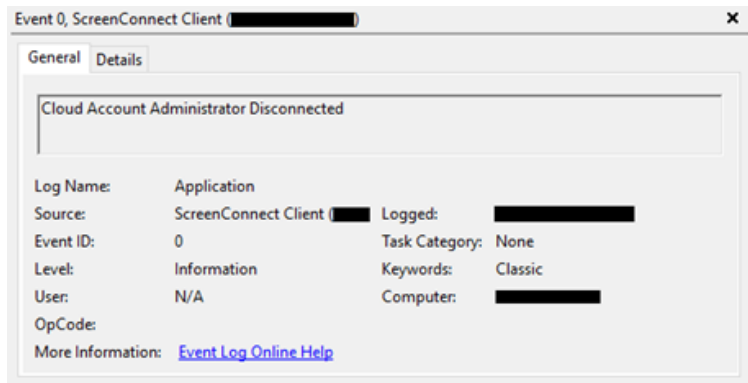 Event 0, ScreenConnect Client ( )
General Details
Cloud Account Administrator Disconnected
Log Name: Application
Source: ScreenConnect Client ( Logged:
Event ID: 0 Task Category: None
Level: Information Keywords: Classic
User: N/A Computer:
OpCode:
More Information: Event Log Online Help